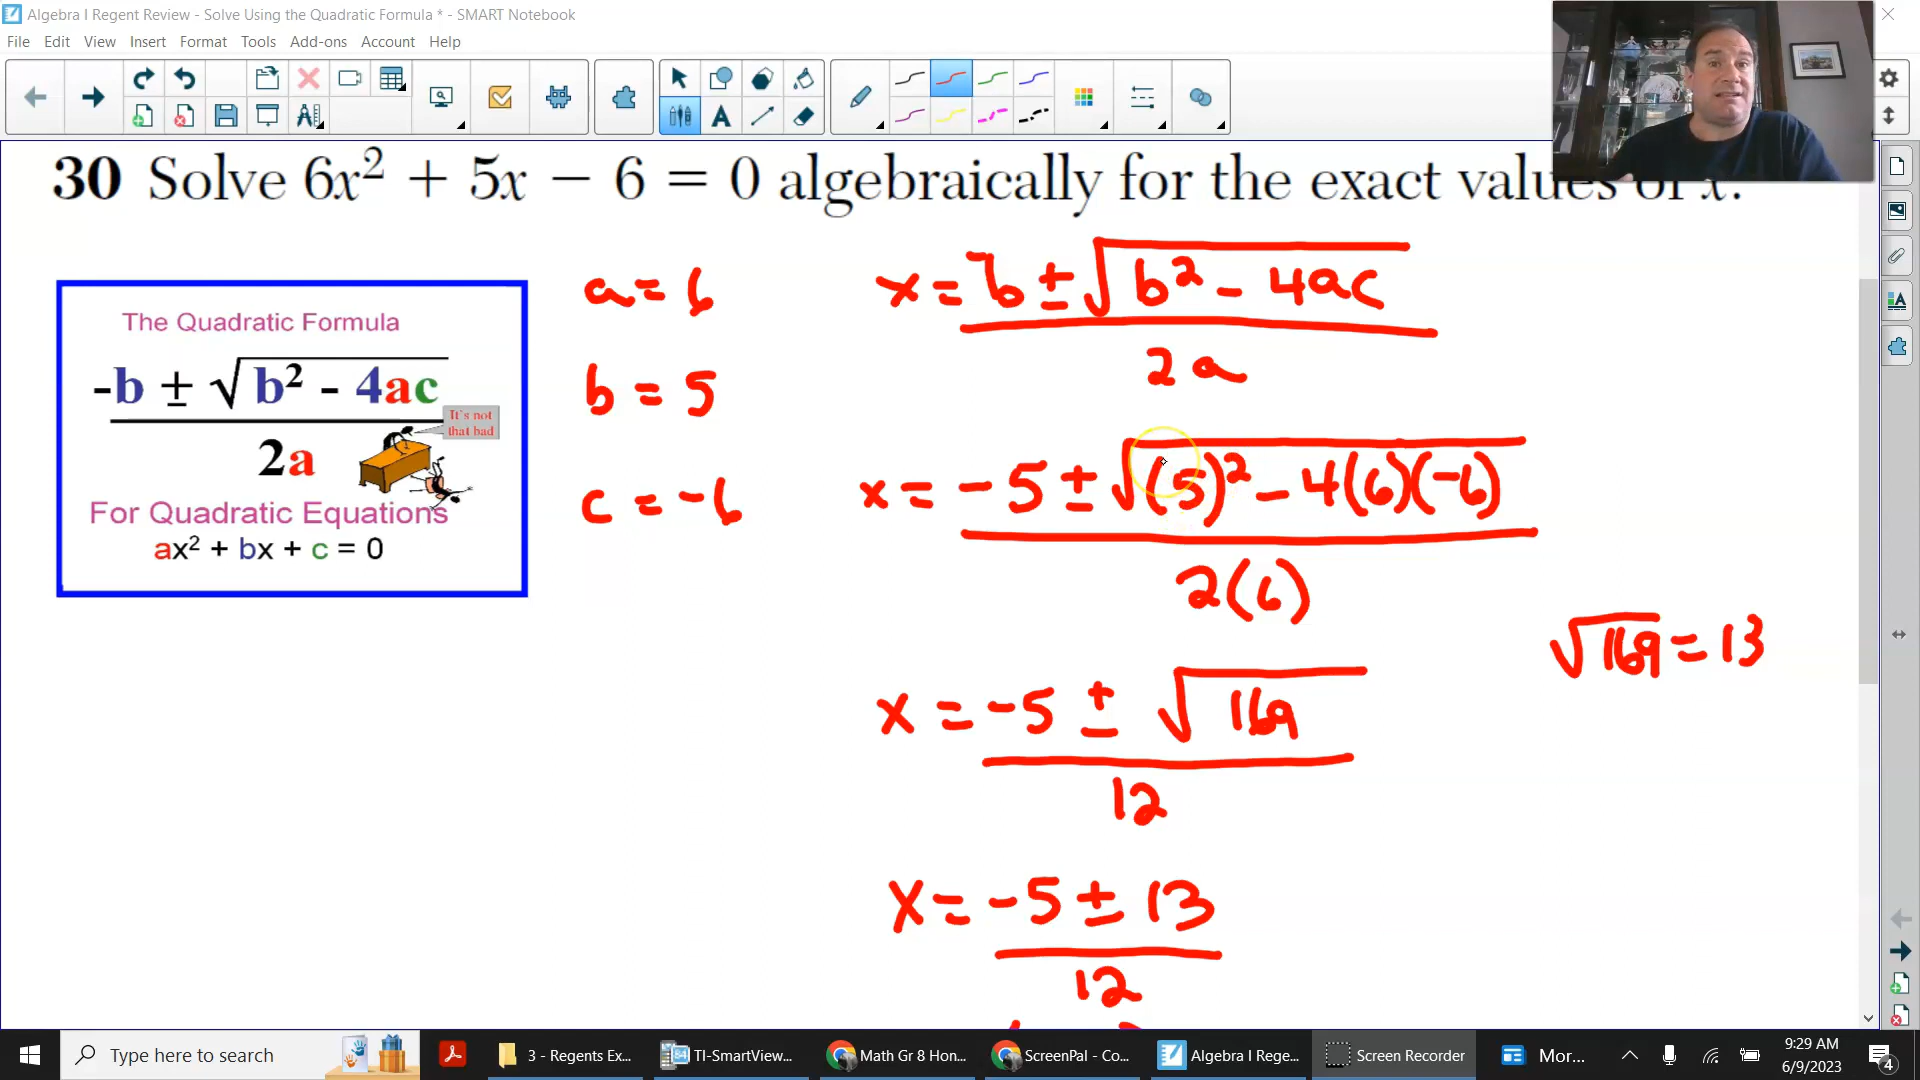 Algebra I Regent Review - Solve Using the Quadratic Formula * - SMART Notebook
File Edit View Insert Format Tools Add-ons Account Help
30 Solve 6x² + 5x − 6 = 0 algebraically for the exact values of x.
The Quadratic Formula
-b ± √b² - 4ac
2a
It's not
that bad
For Quadratic Equations
ax² + bx + c = 0
a = 6
b = 5
c = -6
x = -b ± √b² - 4ac
2a
x = -5 ± √(5)² - 4(6)(-6)
2(6)
√169 = 13
x = -5 ± √169
12
x = -5 ± 13
12
Type here to search
3 - Regents Ex...
TI-SmartView...
Math Gr 8 Hon...
ScreenPal - Co...
Algebra I Rege...
Screen Recorder
Mor...
9:29 AM
6/9/2023
4